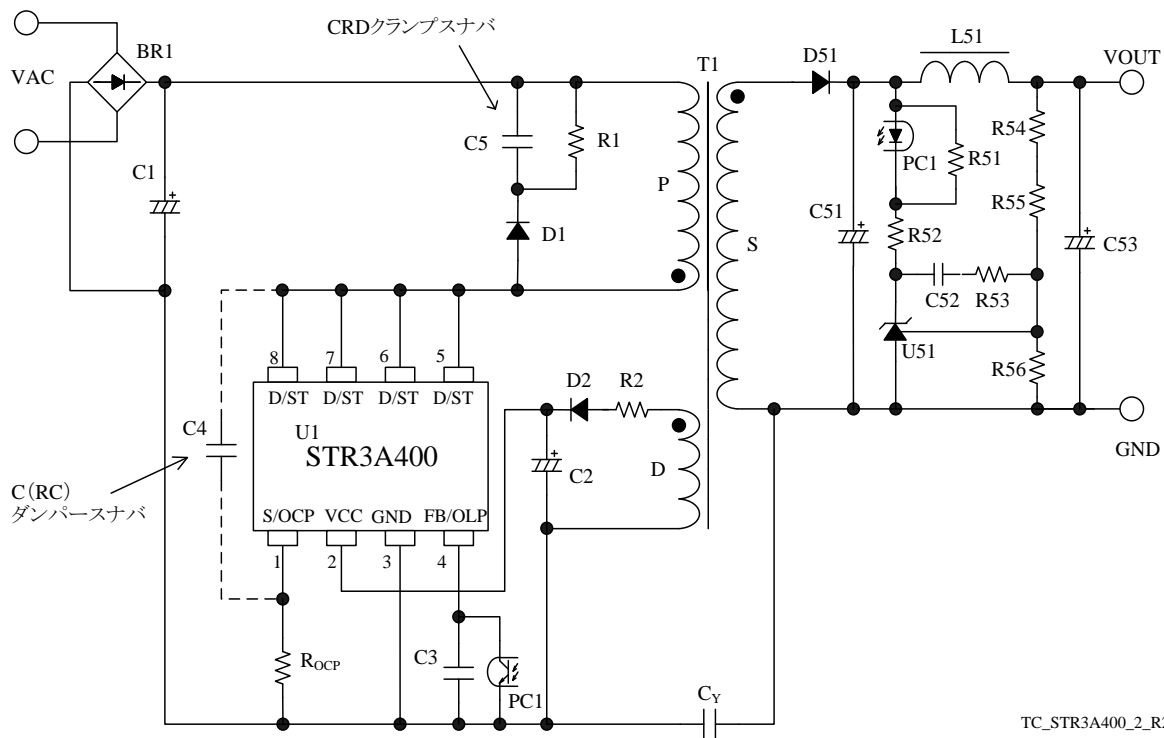 CRDクランプスナバ
BR1
VAC
C1
C5
R1
D1
P
T1
S
D51
L51
VOUT
PC1
R51
R54
R55
C51
R52
C53
C52
R53
U51
R56
GND
8
7
6
5
D/ST
D/ST
D/ST
D/ST
U1
STR3A400
S/OCP
VCC
GND
FB/OLP
1
2
3
4
C4
C(RC)
ダンパースナバ
D2
R2
C2
D
ROCP
C3
PC1
CY